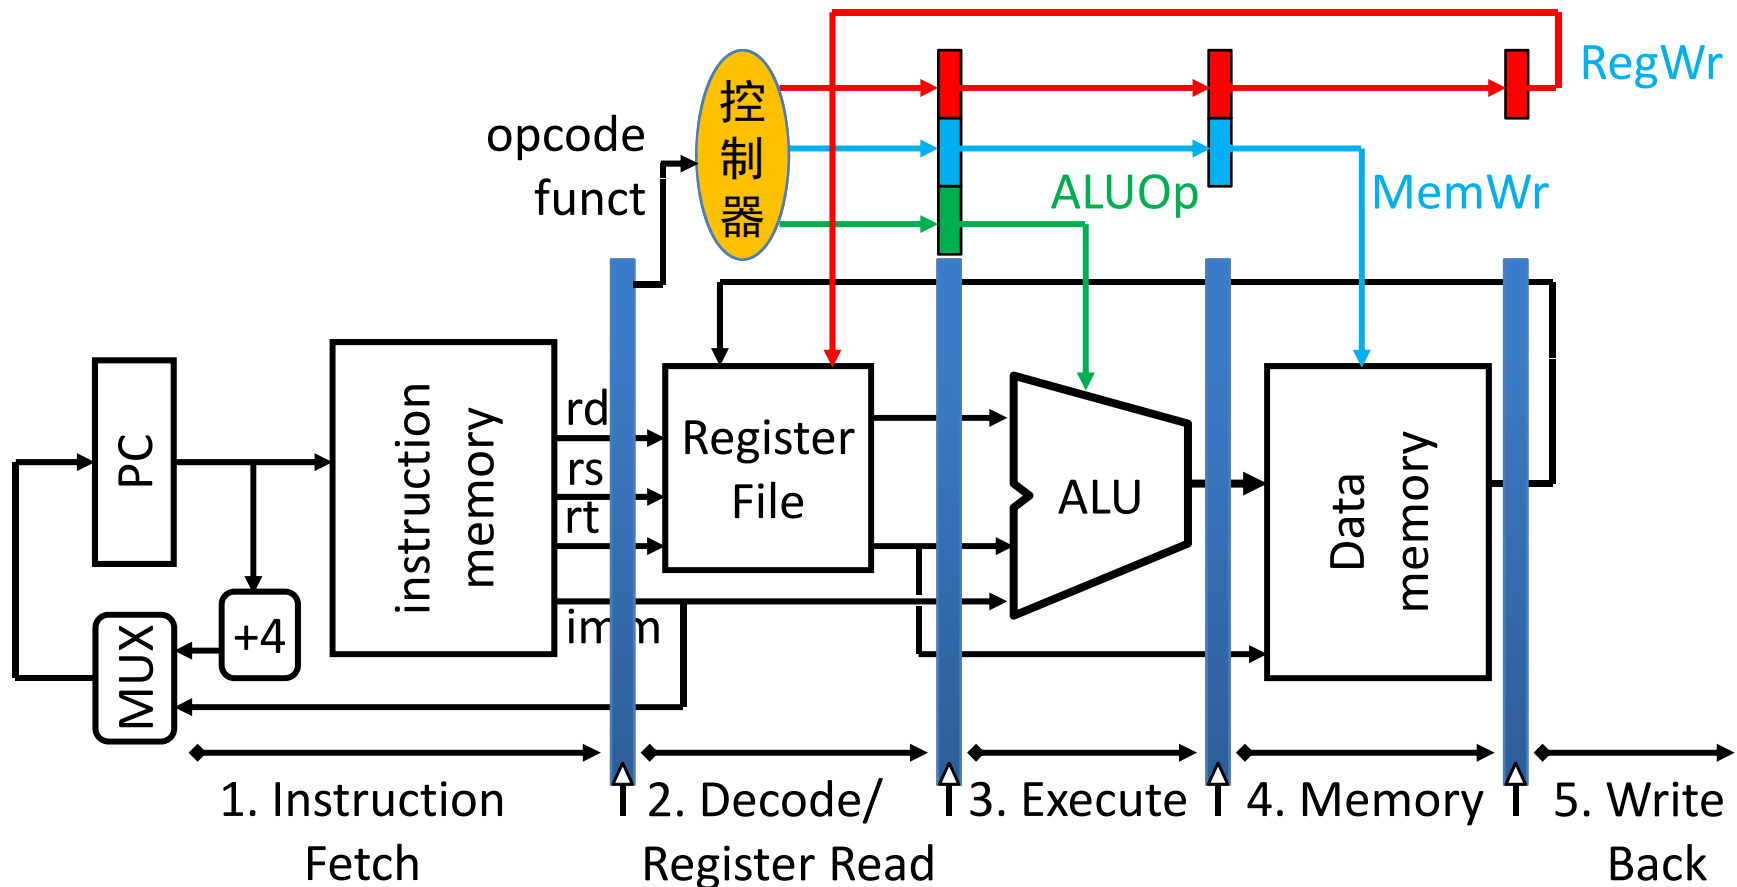 RegWr
控
制
器
opcode
funct
ALUOp
MemWr
PC
instruction
memory
rd
rs
rt
imm
Register
File
ALU
Data
memory
+4
MUX
1. Instruction
Fetch
2. Decode/
Register Read
3. Execute
4. Memory
5. Write
Back